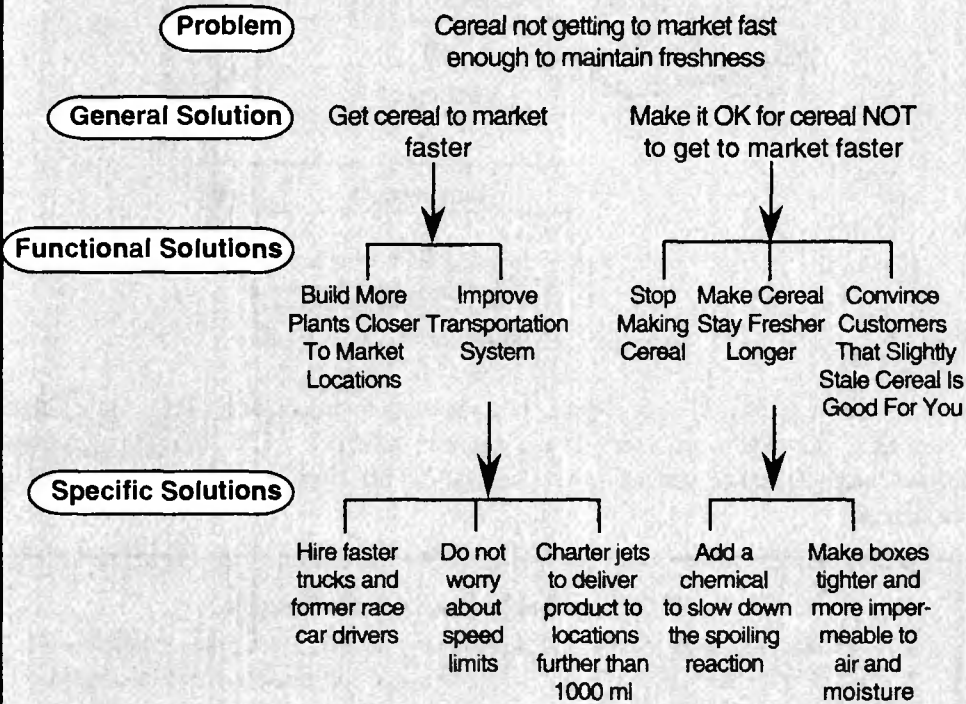 Problem
Cereal not getting to market fast
enough to maintain freshness
General Solution
Get cereal to market
faster
Make it OK for cereal NOT
to get to market faster
Functional Solutions
Build More
Plants Closer
To Market
Locations
Improve
Transportation
System
Stop
Making
Cereal
Make Cereal
Stay Fresher
Longer
Convince
Customers
That Slightly
Stale Cereal Is
Good For You
Specific Solutions
Hire faster
trucks and
former race
car drivers
Do not
worry
about
speed
limits
Charter jets
to deliver
product to
locations
further than
1000 mi
Add a
chemical
to slow down
the spoiling
reaction
Make boxes
tighter and
more imper-
meable to
air and
moisture